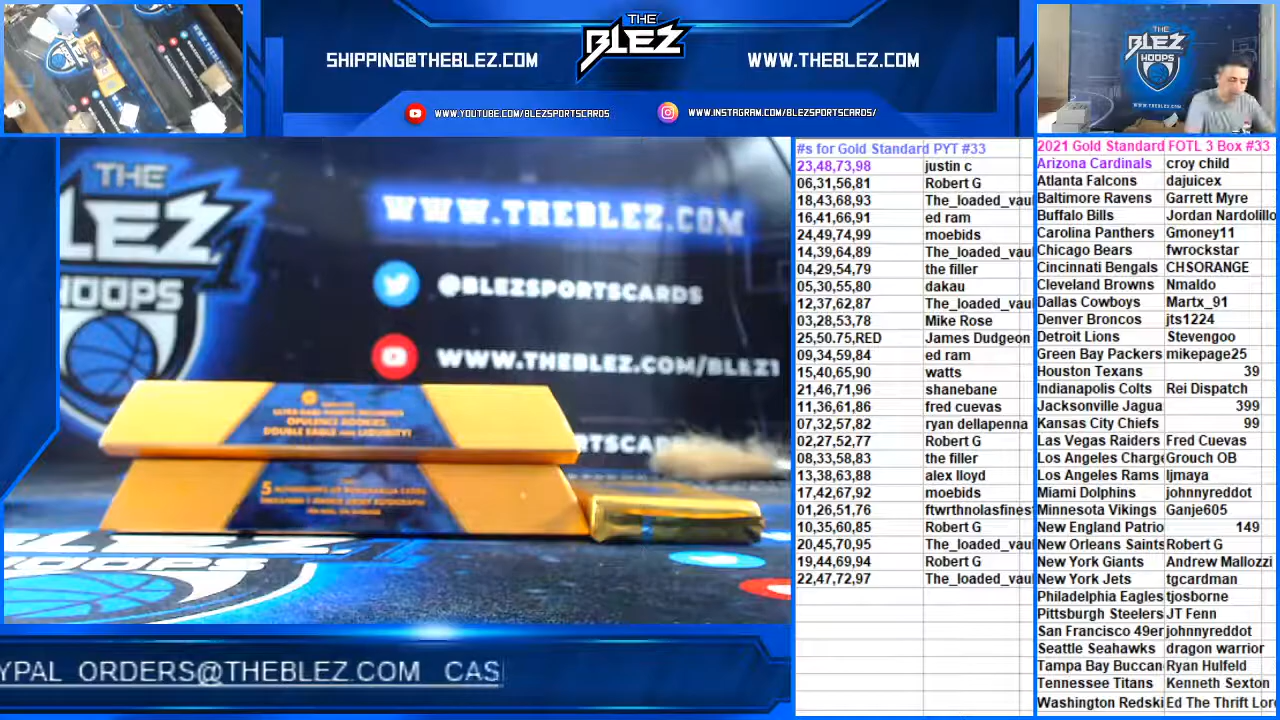 THE
BLEZ
SHIPPING@THEBLEZ.COM
WWW.THEBLEZ.COM
WWW.YOUTUBE.COM/BLEZSPORTSCARDS
WWW.INSTAGRAM.COM/BLEZSPORTSCARDS/
THE
BLEZ
HOOPS
THE
LEZ
HOOPS
WWW.THEBLEZ.COM
@BLEZSPORTSCARDS
WWW.THEBLEZ.COM/BLEZ1
OPULENCE ROOKIES,
DOUBLE EAGLE AND LIQUIDITY!
#s for Gold Standard PYT #33
23,48,73,98 justin c
06,31,56,81 Robert G
18,43,68,93 The_loaded_vau
16,41,66,91 ed ram
24,49,74,99 moebids
14,39,64,89 The_loaded_vau
04,29,54,79 the filler
05,30,55,80 dakau
12,37,62,87 The_loaded_vau
03,28,53,78 Mike Rose
25,50.75,RED James Dudgeon
09,34,59,84 ed ram
15,40,65,90 watts
21,46,71,96 shanebane
11,36,61,86 fred cuevas
07,32,57,82 ryan dellapenna
02,27,52,77 Robert G
08,33,58,83 the filler
13,38,63,88 alex lloyd
17,42,67,92 moebids
01,26,51,76 ftwrthnolasfines
10,35,60,85 Robert G
20,45,70,95 The_loaded_vau
19,44,69,94 Robert G
22,47,72,97 The_loaded_vau
2021 Gold Standard FOTL 3 Box #33
Arizona Cardinals croy child
Atlanta Falcons dajuicex
Baltimore Ravens Garrett Myre
Buffalo Bills Jordan Nardolillo
Carolina Panthers Gmoney11
Chicago Bears fwrockstar
Cincinnati Bengals CHSORANGE
Cleveland Browns Nmaldo
Dallas Cowboys Martx_91
Denver Broncos jts1224
Detroit Lions Stevengoo
Green Bay Packers mikepage25
Houston Texans 39
Indianapolis Colts Rei Dispatch
Jacksonville Jagua 399
Kansas City Chiefs 99
Las Vegas Raiders Fred Cuevas
Los Angeles Charg Grouch OB
Los Angeles Rams ljmaya
Miami Dolphins johnnyreddot
Minnesota Vikings Ganje605
New England Patrio 149
New Orleans Saints Robert G
New York Giants Andrew Mallozzi
New York Jets tgcardman
Philadelphia Eagles tjosborne
Pittsburgh Steelers JT Fenn
San Francisco 49er johnnyreddot
Seattle Seahawks dragon warrior
Tampa Bay Buccan Ryan Hulfeld
Tennessee Titans Kenneth Sexton
Washington Redski Ed The Thrift Lor
YPAL ORDERS@THEBLEZ.COM CAS